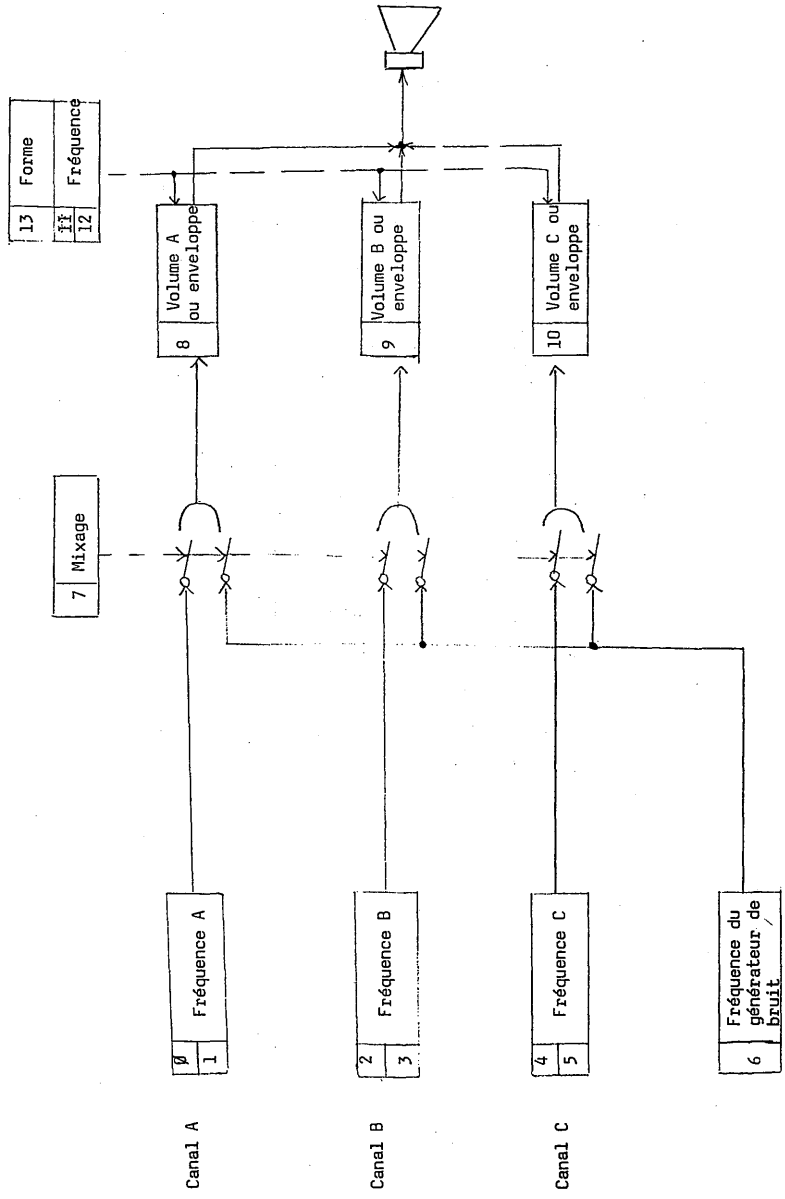 13 Forme
11 Fréquence
12
7 Mixage
Canal A
Ø Fréquence A
1
8 Volume A
ou enveloppe
Canal B
2 Fréquence B
3
9 Volume B ou
enveloppe
Canal C
4 Fréquence C
5
10 Volume C ou
enveloppe
6 Fréquence du
générateur de
bruit